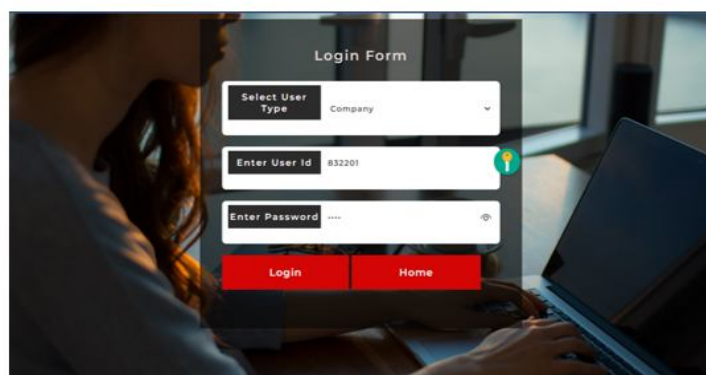 Login Form
Select User
Type
Company
Enter User Id
832201
Enter Password
....
Login
Home